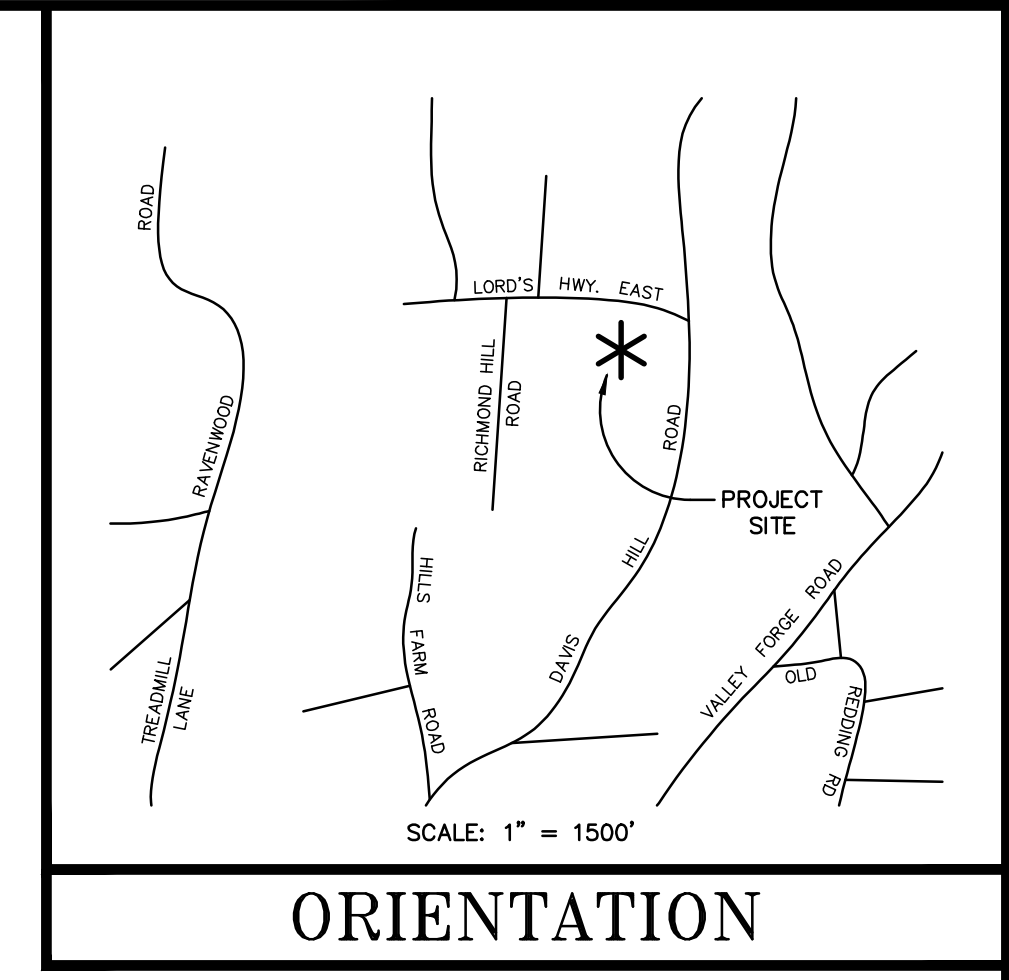 ROAD
LORD'S HWY. EAST
RICHMOND HILL
ROAD
RAVENWOOD
ROAD
PROJECT
SITE
HILL
DAVIS
HILLS
FARM
ROAD
VALLEY FORGE ROAD
OLD
REDDING RD
TREADMILL
LANE
SCALE: 1" = 1500'
ORIENTATION